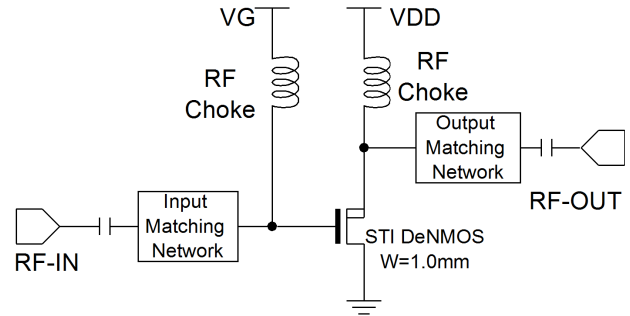 VG
VDD
RF
Choke
RF
Choke
Output
Matching
Network
RF-OUT
Input
Matching
Network
RF-IN
STI DeNMOS
W=1.0mm